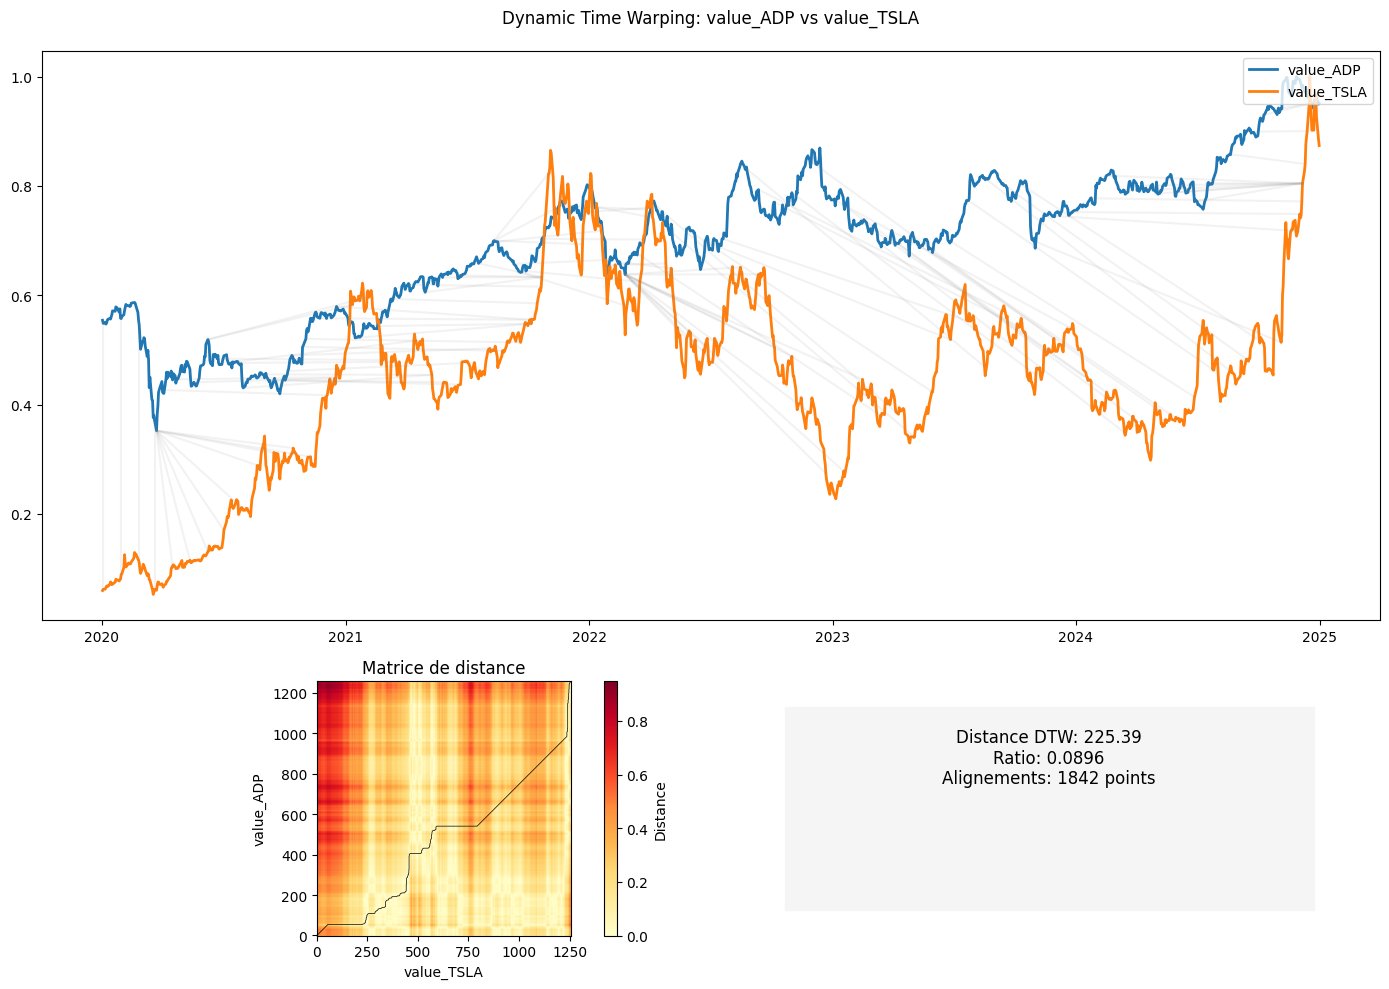 Dynamic Time Warping: value_ADP vs value_TSLA
value_ADP
value_TSLA
1.0
0.8
0.6
0.4
0.2
2020 2021 2022 2023 2024 2025
Matrice de distance
1200
1000
800
600
400
200
0
value_ADP
0 250 500 750 1000 1250
value_TSLA
0.8
0.6
0.4
0.2
0.0
Distance
Distance DTW: 225.39
Ratio: 0.0896
Alignements: 1842 points